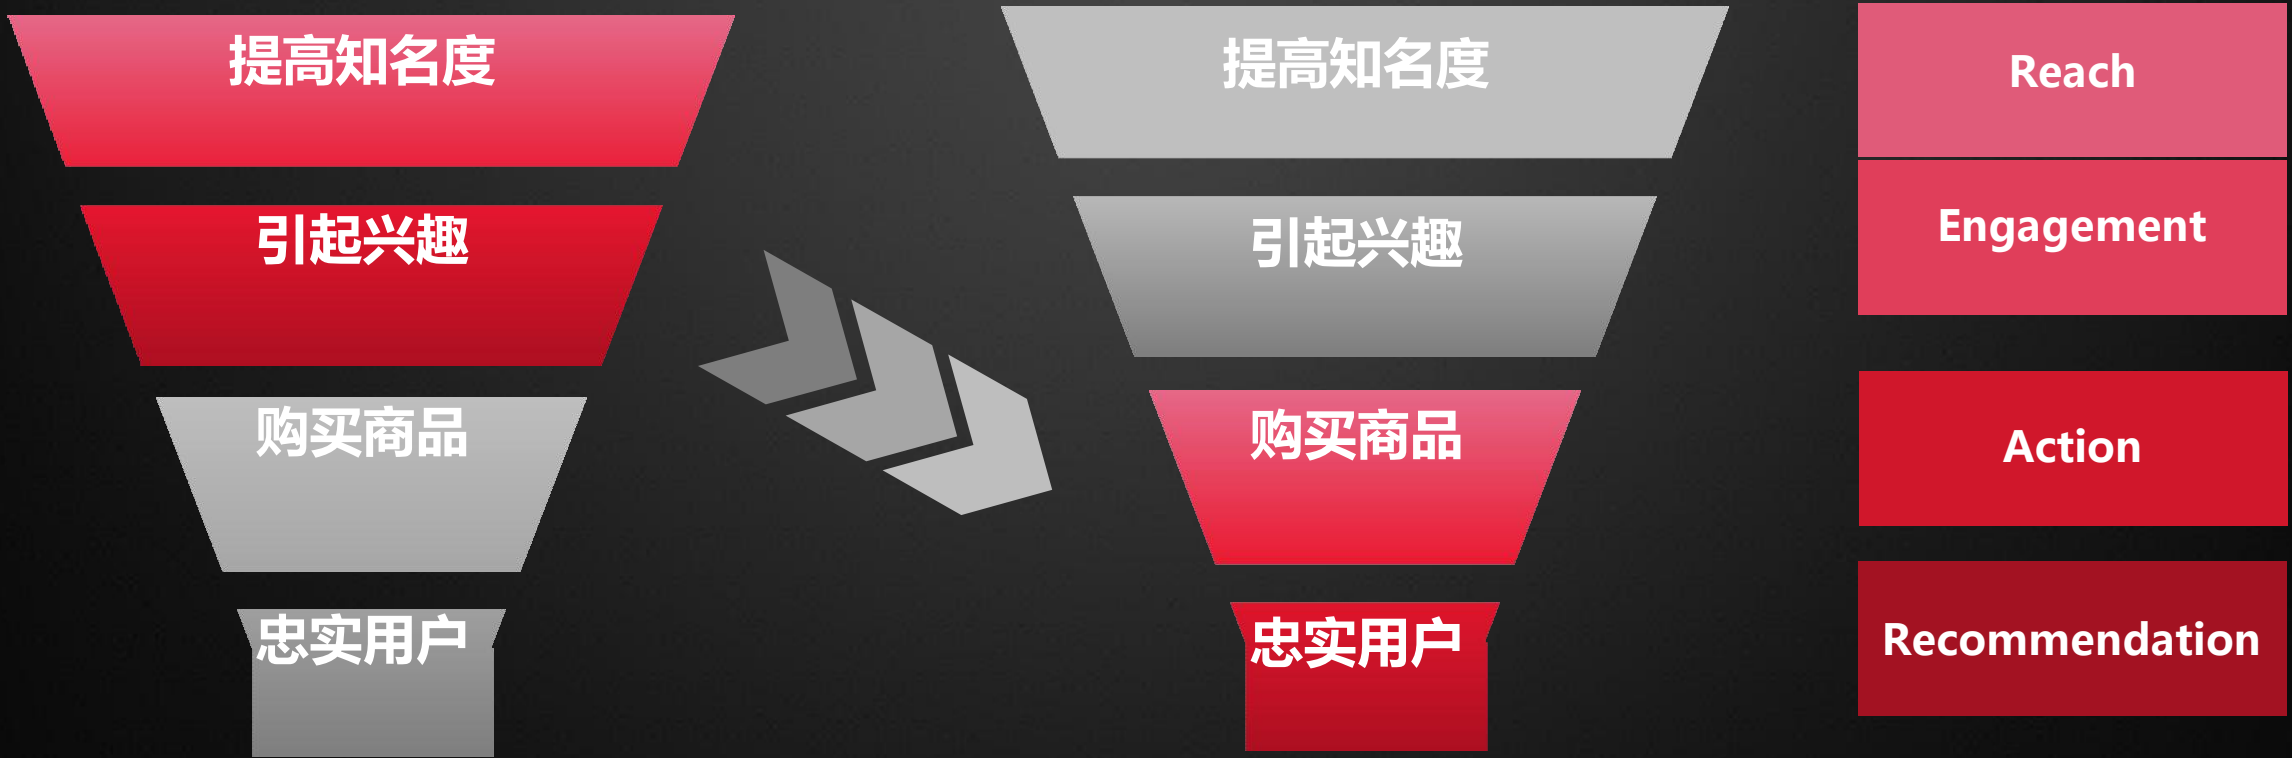 提高知名度
引起兴趣
购买商品
忠实用户
提高知名度
引起兴趣
购买商品
忠实用户
Reach
Engagement
Action
Recommendation